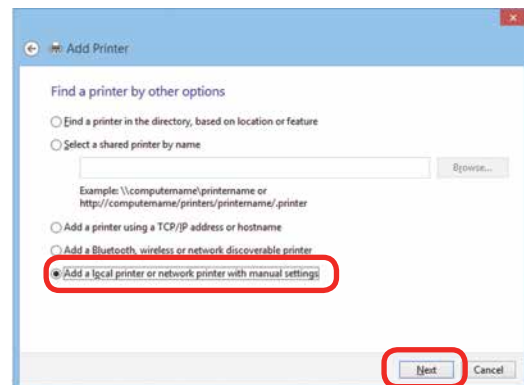 Add Printer
Find a printer by other options
Find a printer in the directory, based on location or feature
Select a shared printer by name
Browse...
Example: \\computername\printername or
http://computername/printers/printername/.printer
Add a printer using a TCP/IP address or hostname
Add a Bluetooth, wireless or network discoverable printer
Add a local printer or network printer with manual settings
Next Cancel